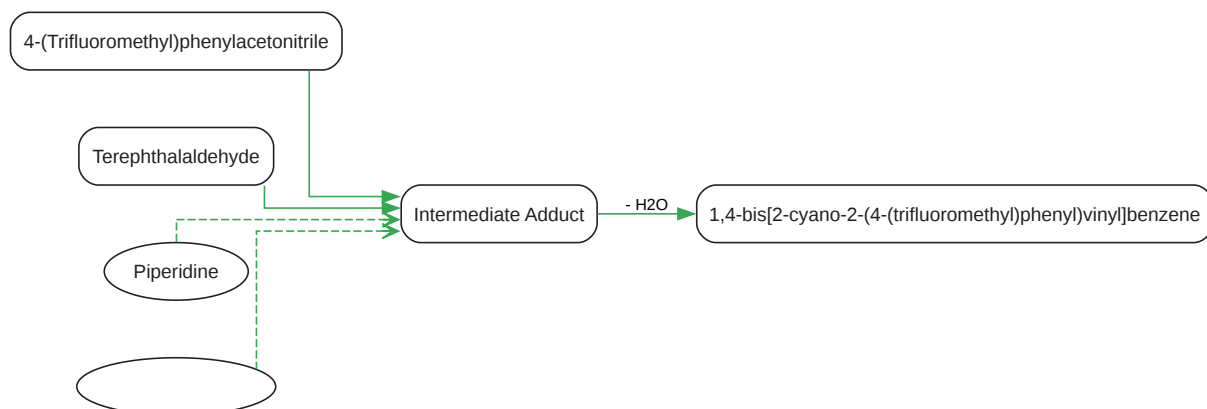 4-(Trifluoromethyl)phenylacetonitrile
Terephthalaldehyde
Intermediate Adduct
- H2O
1,4-bis[2-cyano-2-(4-(trifluoromethyl)phenyl)vinyl]benzene
Piperidine